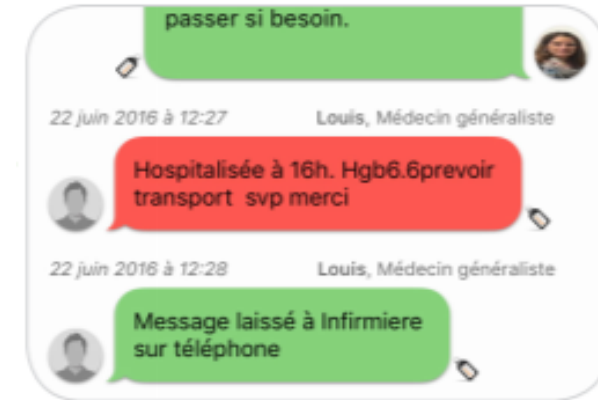 passer si besoin.
22 juin 2016 à 12:27 Louis, Médecin généraliste
Hospitalisée à 16h. Hgb6.6prevoir
transport svp merci
22 juin 2016 à 12:28 Louis, Médecin généraliste
Message laissé à Infirmiere
sur téléphone